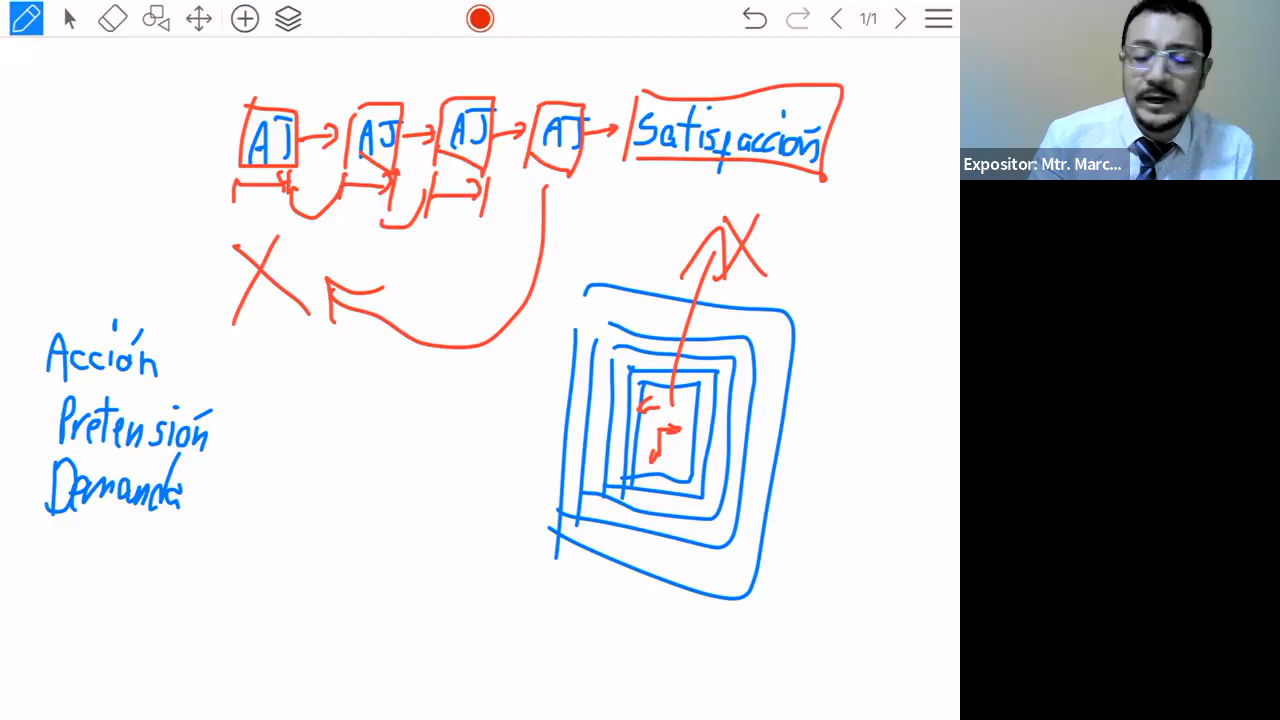 1/1
AJ AJ AJ AJ Satisfacción
X
X
Acción
Pretensión
Demanda
Expositor: Mtr. Marc...